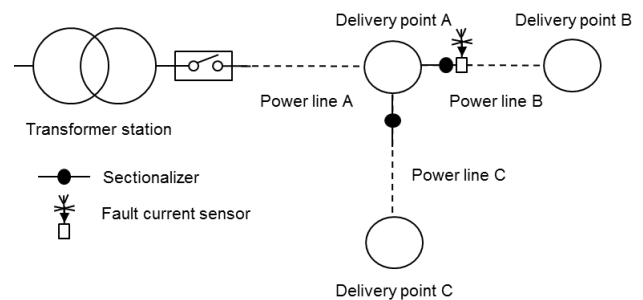 Delivery point A
Delivery point B
Power line A
Power line B
Transformer station
Sectionalizer
Power line C
Fault current sensor
Delivery point C